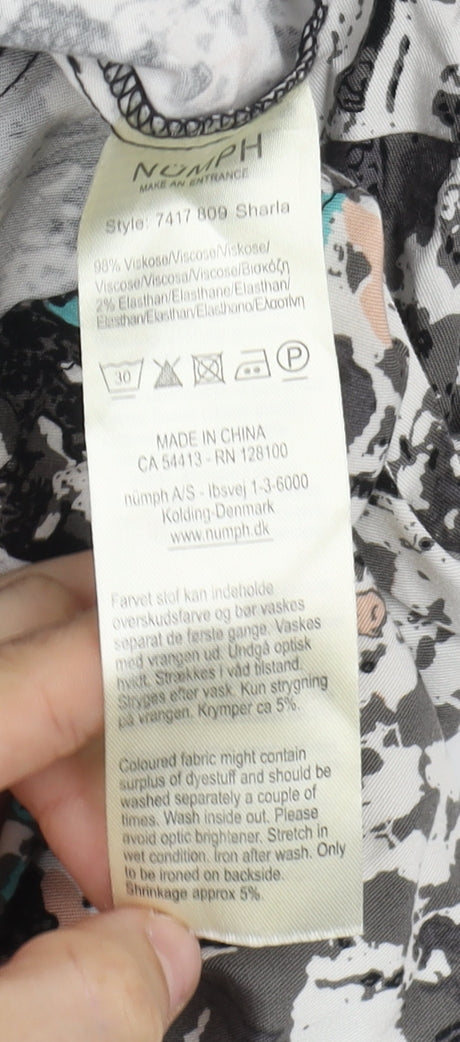 NÜMPH
MAKE AN ENTRANCE
Style: 7417 809 Sharla
98% Viskose/Viscose/Viskose/
Viscose/Viscosa/Viscose/Βισκόζη
2% Elasthan/Elasthane/Elasthan/
Elasthan/Elasthan/Elasthano/Ελαστίνη
30
P
MADE IN CHINA
CA 54413 - RN 128100
nümph A/S - Ibsvej 1-3-6000
Kolding-Denmark
www.numph.dk
Farvet stof kan indeholde
overskudsfarve og bør vaskes
separat de første gange. Vaskes
med vrangen ud. Undgå optisk
hvidt. Strækkes i våd tilstand.
Stryges efter vask. Kun strygning
på vrangen. Krymper ca 5%.
Coloured fabric might contain
surplus of dyestuff and should be
washed separately a couple of
times. Wash inside out. Please
avoid optic brightener. Stretch in
wet condition. Iron after wash. Only
to be ironed on backside.
Shrinkage approx 5%.